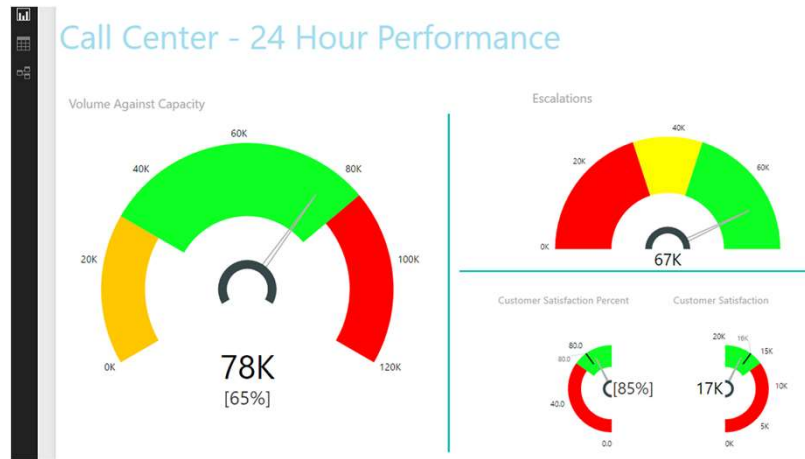 Call Center - 24 Hour Performance
Volume Against Capacity
0K
20K
40K
60K
80K
100K
120K
78K
[65%]
Escalations
0K
20K
40K
60K
67K
Customer Satisfaction Percent
80.0
80.0
40.0
0.0
[85%]
Customer Satisfaction
20K
16K
15K
10K
5K
0K
17K